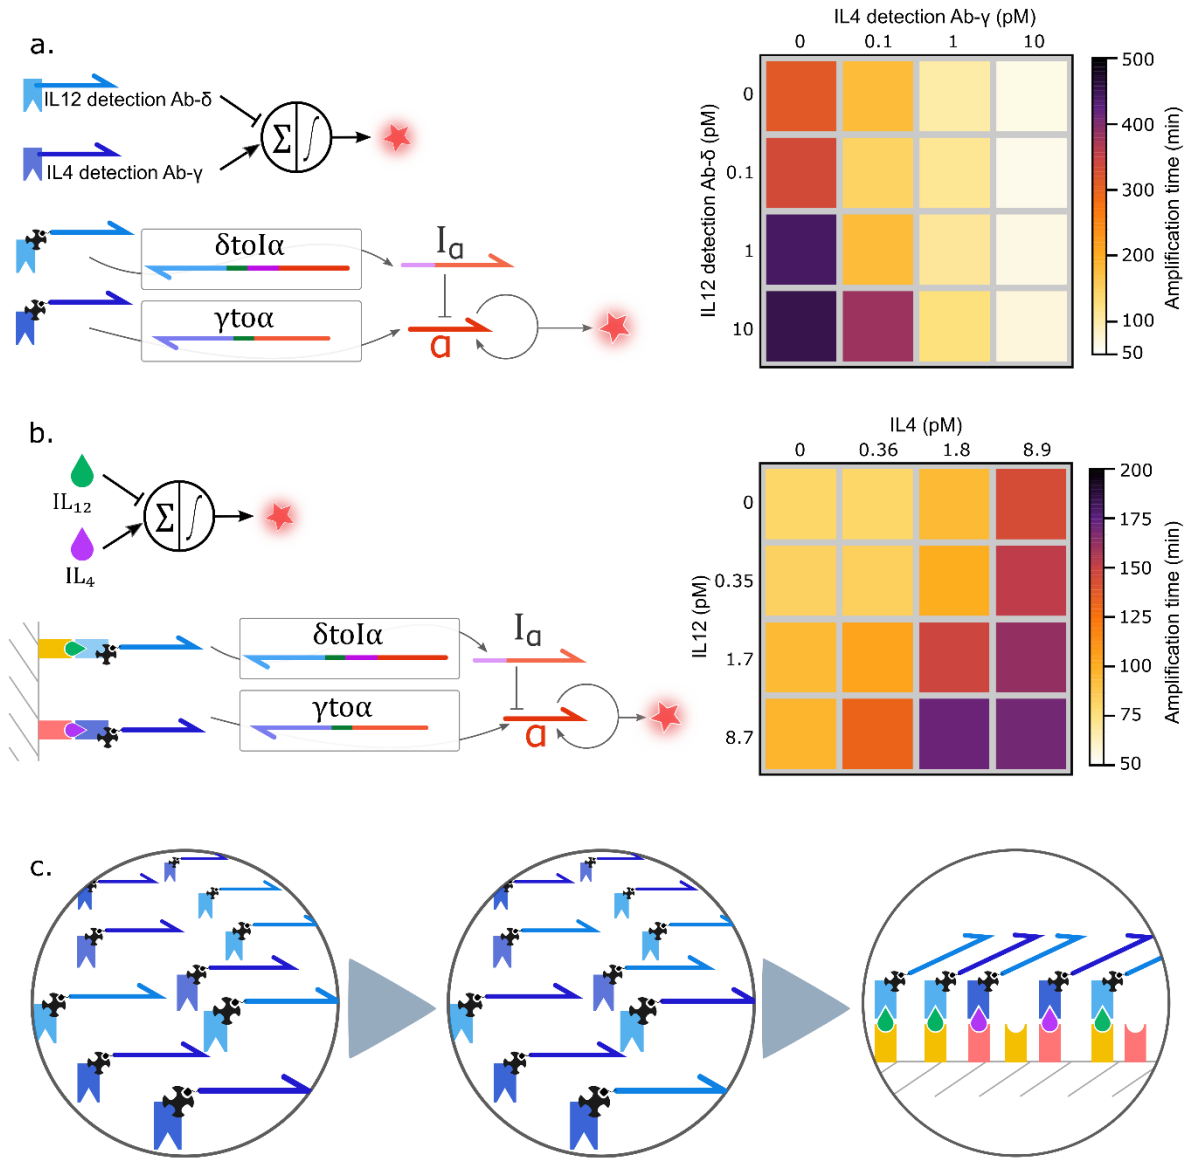 a.
IL12 detection Ab-δ
IL4 detection Ab-γ
Σ ∫
δtoIα
Iα
γtoα
α
IL4 detection Ab-γ (pM)
0 0.1 1 10
IL12 detection Ab-δ (pM)
0
0.1
1
10
500
400
300
200
100
50
Amplification time (min)
b.
IL12
IL4
Σ ∫
δtoIα
Iα
γtoα
α
IL4 (pM)
0 0.36 1.8 8.9
IL12 (pM)
0
0.35
1.7
8.7
200
175
150
125
100
75
50
Amplification time (min)
c.